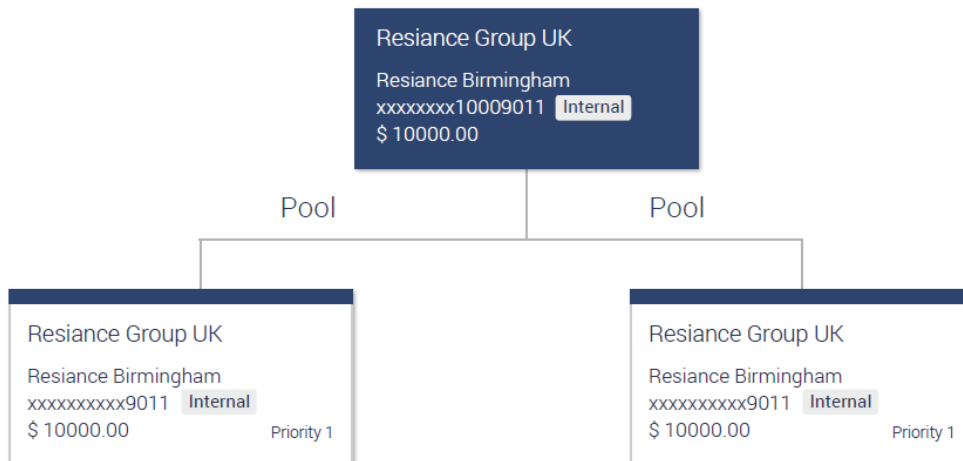 Resiance Group UK
Resiance Birmingham
xxxxxxxx10009011 Internal
$ 10000.00
Pool
Pool
Resiance Group UK
Resiance Birmingham
xxxxxxxxxx9011 Internal
$ 10000.00 Priority 1
Resiance Group UK
Resiance Birmingham
xxxxxxxxxx9011 Internal
$ 10000.00 Priority 1